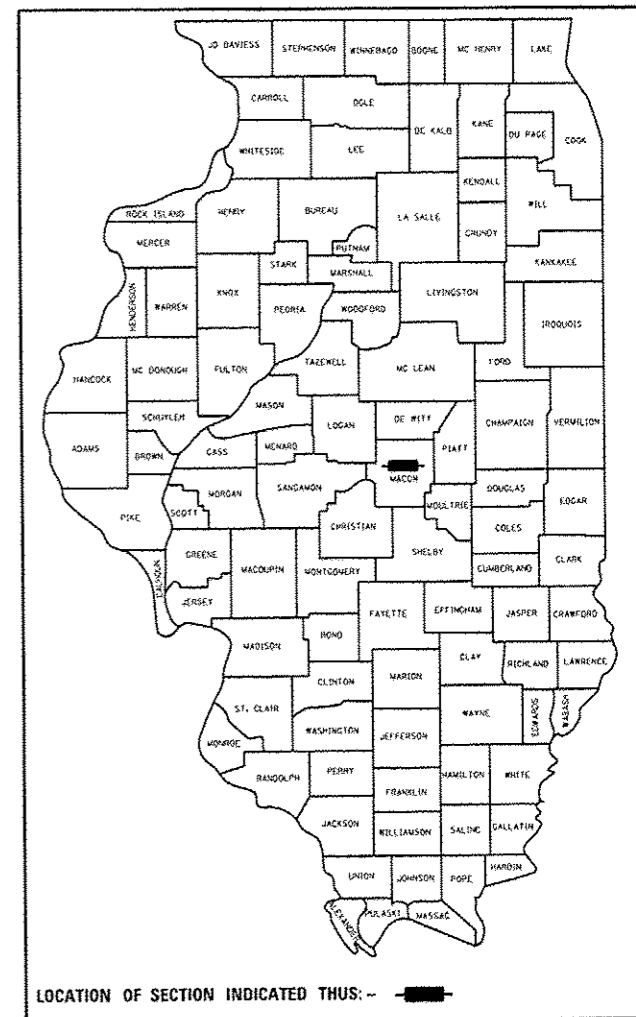 JO DAVIESS STEPHENSON WINNEBAGO BOONE MC HENRY LAKE
CARROLL OGLE DE KALB KANE DU PAGE COOK
WHITESIDE LEE
KENDALL WILL
ROCK ISLAND HENRY BUREAU LA SALLE GRUNDY
MERCER PUTNAM
STARK MARSHALL KANKAKEE
HENDERSON WARREN KNOX PEORIA WOODFORD LIVINGSTON IROQUOIS
HANCOCK MC DONOUGH FULTON TAZEWELL MC LEAN FORD
MASON
SCHUYLER LOGAN DE WITT CHAMPAIGN VERMILION
ADAMS BROWN CASS MENARD PIATT
MACON
PIKE SCOTT MORGAN SANGAMON MOULTRIE DOUGLAS EDGAR
CHRISTIAN COLES
GREENE SHELBY
CALHOUN MACOUPIN MONTGOMERY CUMBERLAND CLARK
JERSEY FAYETTE EFFINGHAM JASPER CRAWFORD
MADISON BOND
CLAY RICHLAND LAWRENCE
CLINTON MARION
ST. CLAIR WAYNE EDWARDS WABASH
WASHINGTON JEFFERSON
MONROE
RANDOLPH PERRY HAMILTON WHITE
FRANKLIN
JACKSON WILLIAMSON SALINE GALLATIN
HARDIN
UNION JOHNSON POPE
ALEXANDER PULASKI MASSAC
LOCATION OF SECTION INDICATED THUS: -